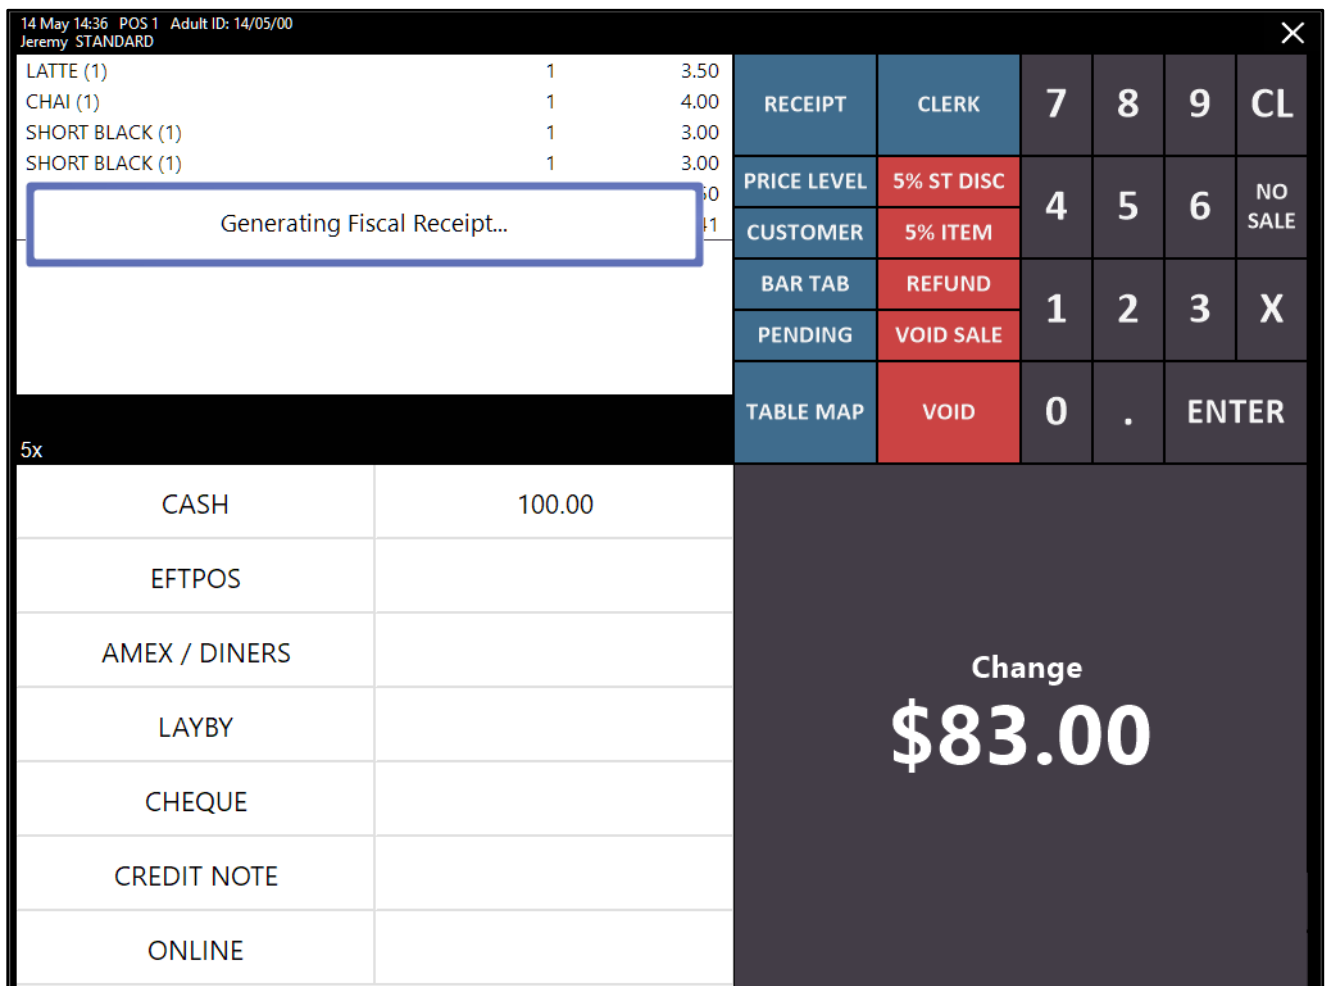 14 May 14:36 POS 1 Adult ID: 14/05/00
Jeremy STANDARD
LATTE (1) 1 3.50
CHAI (1) 1 4.00
SHORT BLACK (1) 1 3.00
SHORT BLACK (1) 1 3.00
Generating Fiscal Receipt...
5x
RECEIPT CLERK 7 8 9 CL
PRICE LEVEL 5% ST DISC
CUSTOMER 5% ITEM
4 5 6 NO
SALE
BAR TAB REFUND
PENDING VOID SALE
1 2 3 X
TABLE MAP VOID 0 . ENTER
CASH 100.00
EFTPOS
AMEX / DINERS
LAYBY
CHEQUE
CREDIT NOTE
ONLINE
Change
$83.00